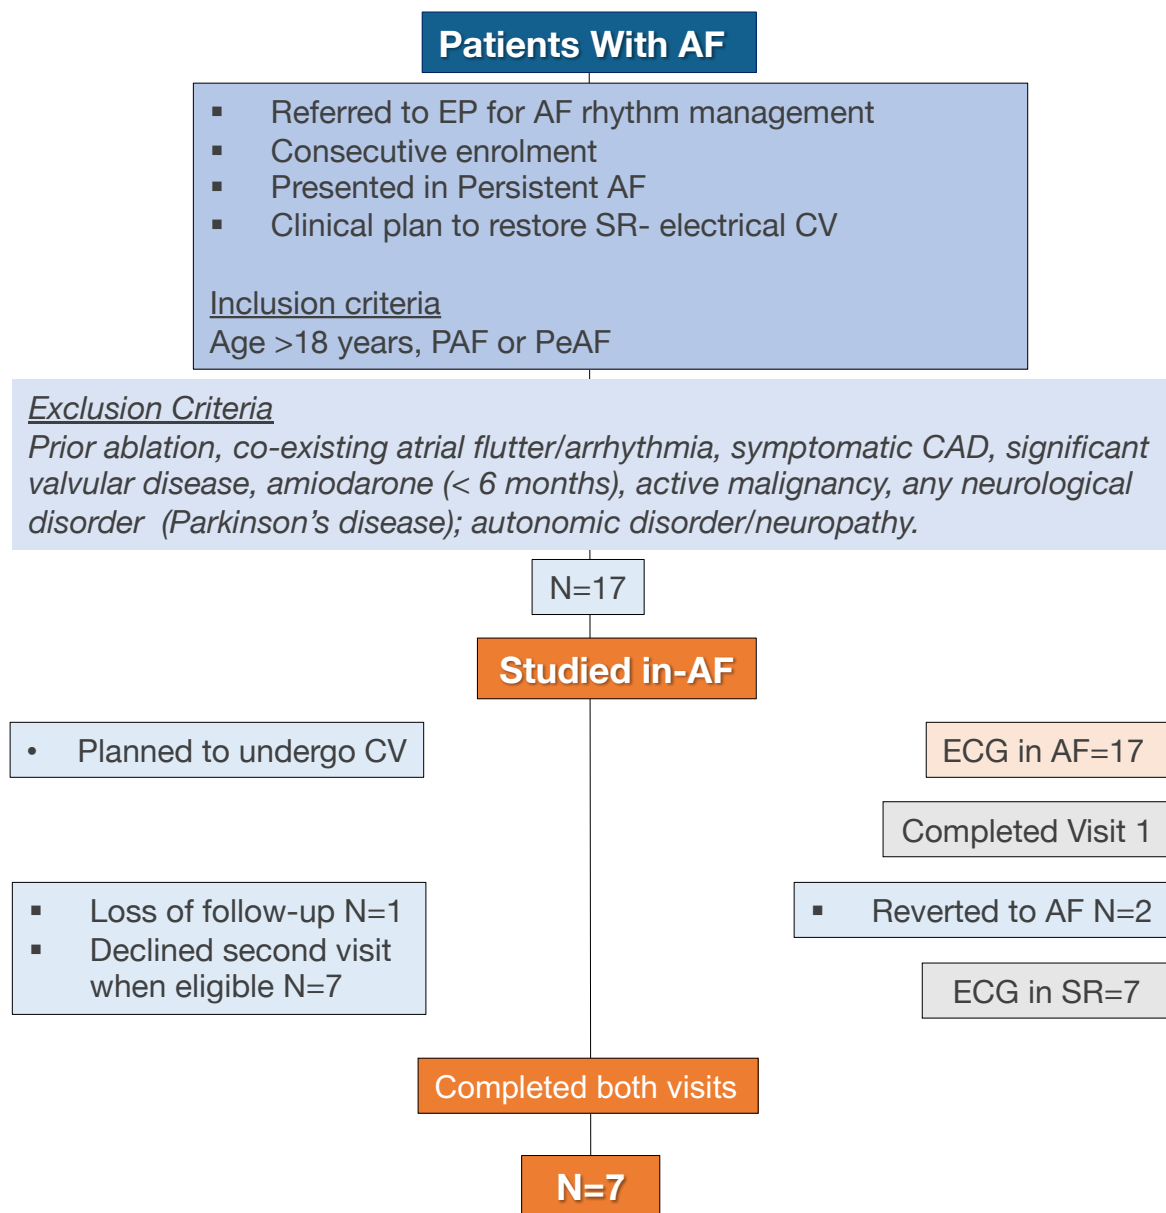 Patients With AF
▪ Referred to EP for AF rhythm management
▪ Consecutive enrolment
▪ Presented in Persistent AF
▪ Clinical plan to restore SR- electrical CV
Inclusion criteria
Age >18 years, PAF or PeAF
Exclusion Criteria
Prior ablation, co-existing atrial flutter/arrhythmia, symptomatic CAD, significant
valvular disease, amiodarone (< 6 months), active malignancy, any neurological
disorder (Parkinson's disease); autonomic disorder/neuropathy.
N=17
Studied in-AF
• Planned to undergo CV
ECG in AF=17
Completed Visit 1
▪ Loss of follow-up N=1
▪ Declined second visit
when eligible N=7
▪ Reverted to AF N=2
ECG in SR=7
Completed both visits
N=7